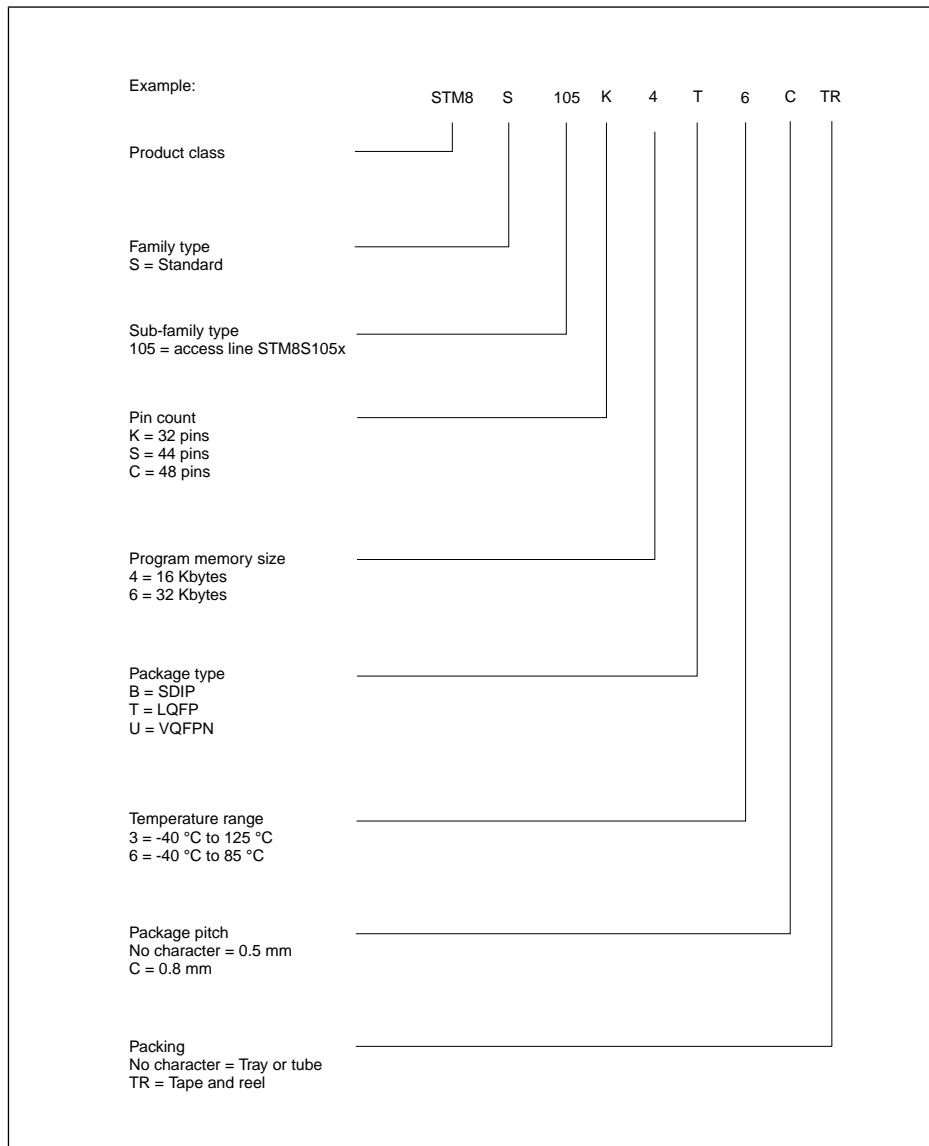 Example:
STM8 S 105 K 4 T 6 C TR
Product class
Family type
S = Standard
Sub-family type
105 = access line STM8S105x
Pin count
K = 32 pins
S = 44 pins
C = 48 pins
Program memory size
4 = 16 Kbytes
6 = 32 Kbytes
Package type
B = SDIP
T = LQFP
U = VQFPN
Temperature range
3 = -40 °C to 125 °C
6 = -40 °C to 85 °C
Package pitch
No character = 0.5 mm
C = 0.8 mm
Packing
No character = Tray or tube
TR = Tape and reel